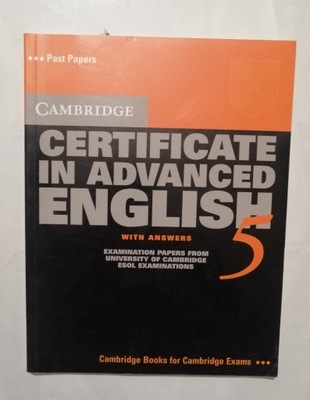 ••• Past Papers
CAMBRIDGE
CERTIFICATE
IN ADVANCED
ENGLISH
5
WITH ANSWERS
EXAMINATION PAPERS FROM
UNIVERSITY OF CAMBRIDGE
ESOL EXAMINATIONS
Cambridge Books for Cambridge Exams •••